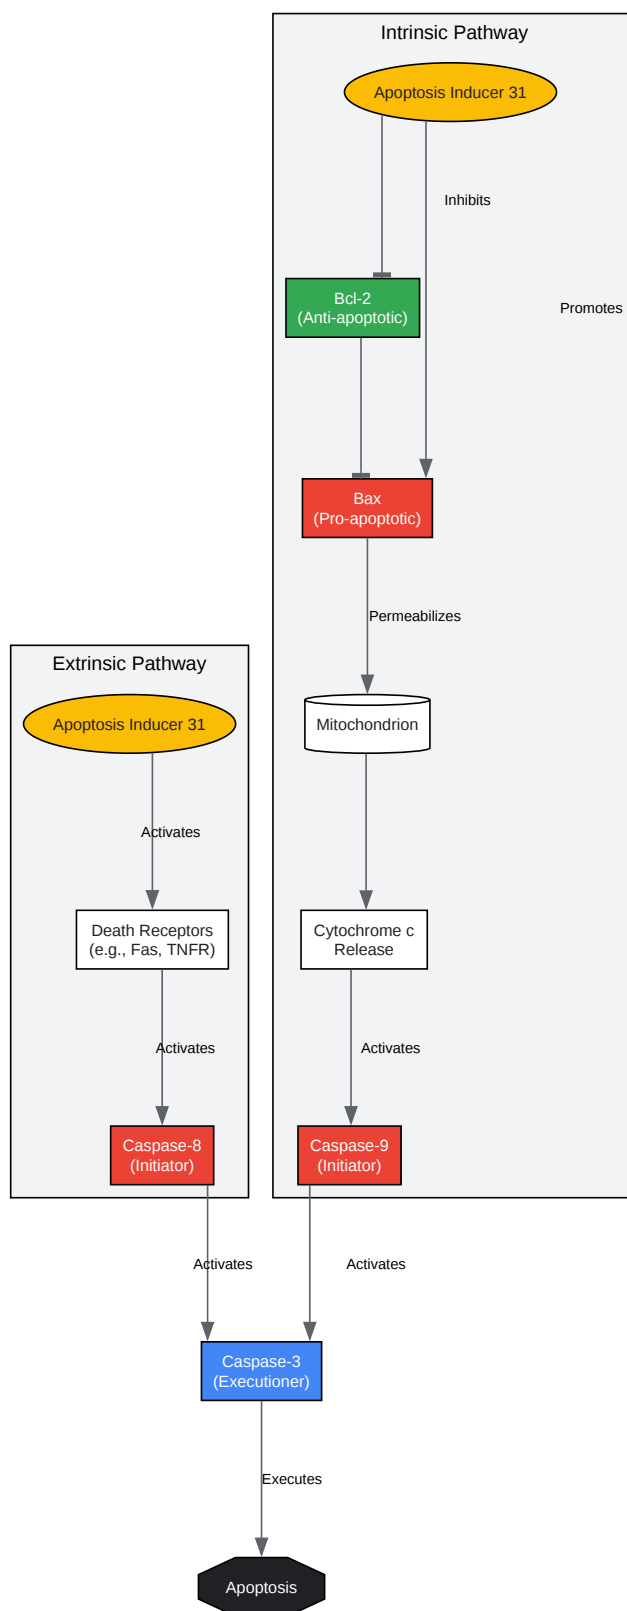 Intrinsic Pathway
Apoptosis Inducer 31
Inhibits
Bcl-2
(Anti-apoptotic)
Promotes
Bax
(Pro-apoptotic)
Permeabilizes
Mitochondrion
Cytochrome c
Release
Activates
Caspase-9
(Initiator)
Activates
Extrinsic Pathway
Apoptosis Inducer 31
Activates
Death Receptors
(e.g., Fas, TNFR)
Activates
Caspase-8
(Initiator)
Activates
Caspase-3
(Executioner)
Executes
Apoptosis